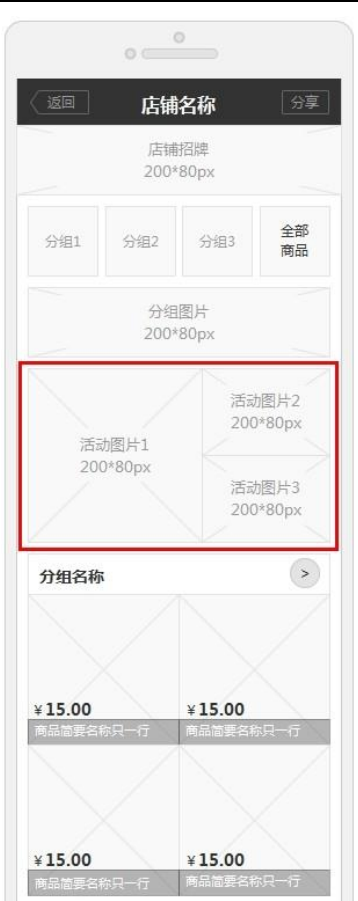 返回
店铺名称
分享
店铺招牌
200*80px
分组1
分组2
分组3
全部
商品
分组图片
200*80px
活动图片1
200*80px
活动图片2
200*80px
活动图片3
200*80px
分组名称
>
¥15.00
¥15.00
商品简要名称只一行
商品简要名称只一行
¥15.00
¥15.00
商品简要名称只一行
商品简要名称只一行